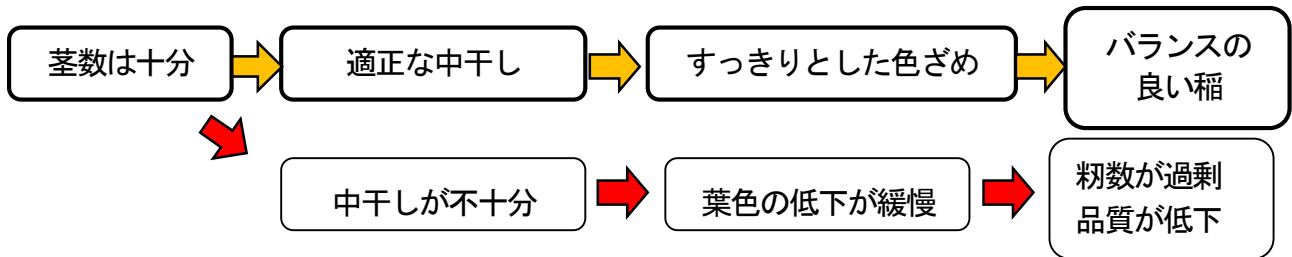 茎数は十分
適正な中干し
すっきりとした色ざめ
バランスの
良い稲
中干しが不十分
葉色の低下が緩慢
籾数が過剰
品質が低下